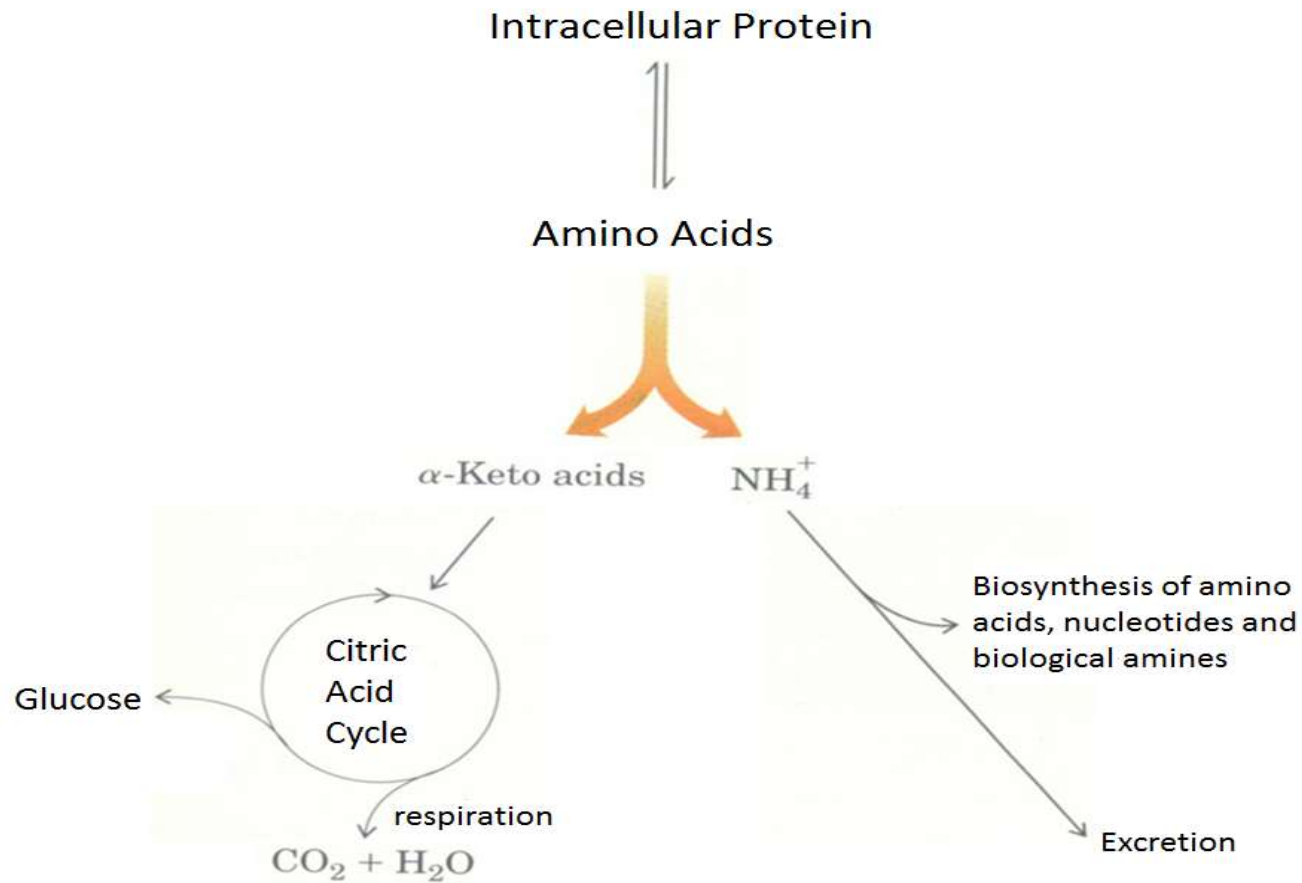 Intracellular Protein
Amino Acids
α-Keto acids
NH₄⁺
Biosynthesis of amino
acids, nucleotides and
biological amines
Citric
Acid
Cycle
Glucose
respiration
CO₂ + H₂O
Excretion